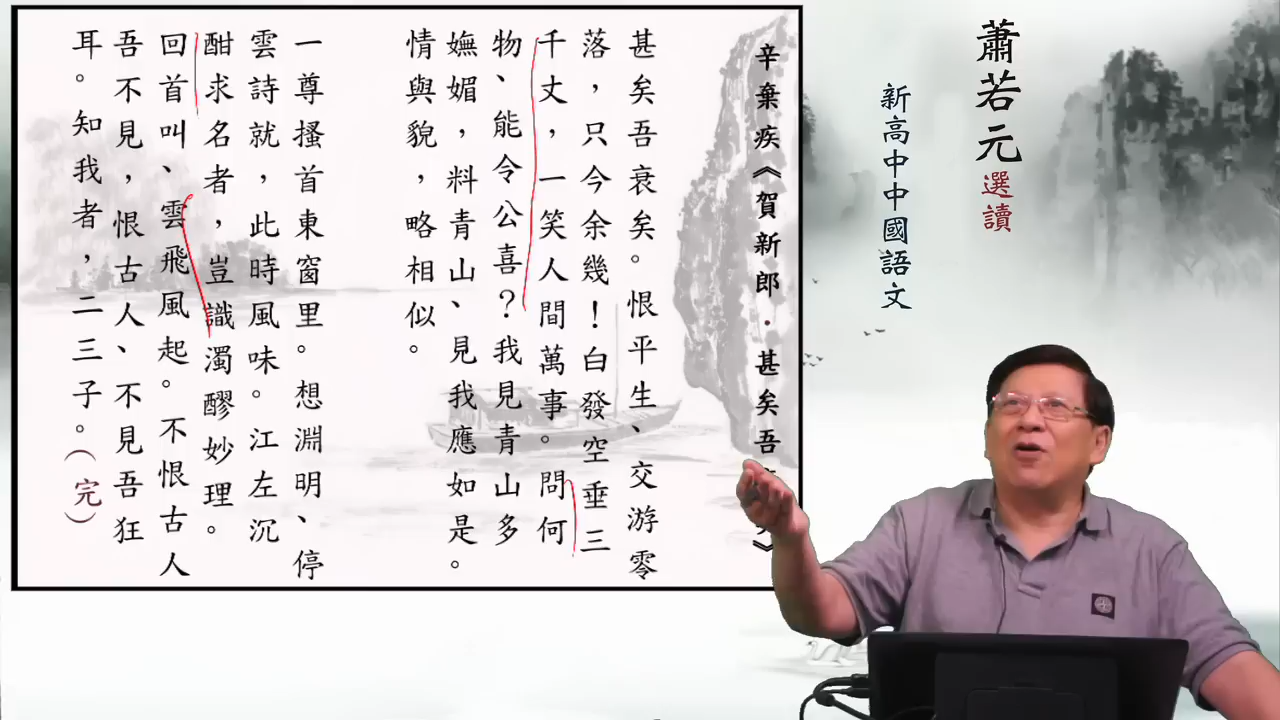 蕭若元選讀
新高中中國語文
辛棄疾《賀新郎．甚矣吾》
甚矣吾衰矣。恨平生、交游零
落，只今余幾！白發空垂三
千丈，一笑人間萬事。問何
物、能令公喜？我見青山多
嫵媚，料青山、見我應如是。
情與貌，略相似。
一尊搔首東窗里。想淵明、停
雲詩就，此時風味。江左沉
酣求名者，豈識濁醪妙理。
回首叫、雲飛風起。不恨古人
吾不見，恨古人、不見吾狂
耳。知我者，二三子。（完）